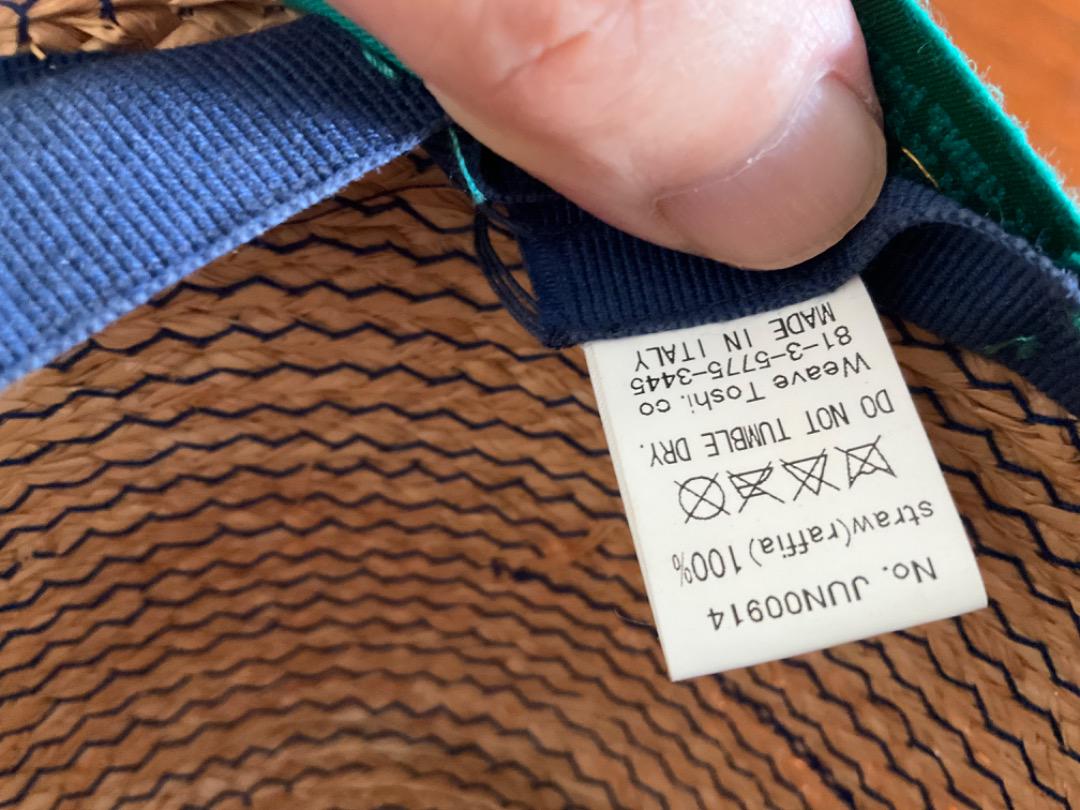 No. JUN00914
straw(raffia)100%
DO NOT TUMBLE DRY.
Weave Toshi.co
81-3-5775-3445
MADE IN ITALY